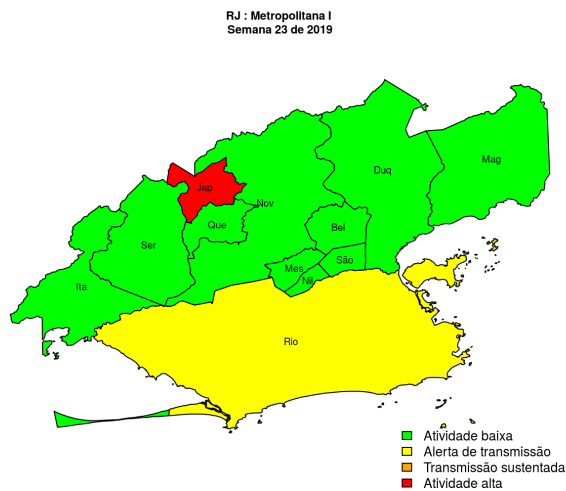 RJ : Metropolitana I
Semana 23 de 2019
Mag
Duq
Jap
Nov
Que
Bel
Ser
São
Mes
Nil
Ita
Rio
Atividade baixa
Alerta de transmissão
Transmissão sustentada
Atividade alta